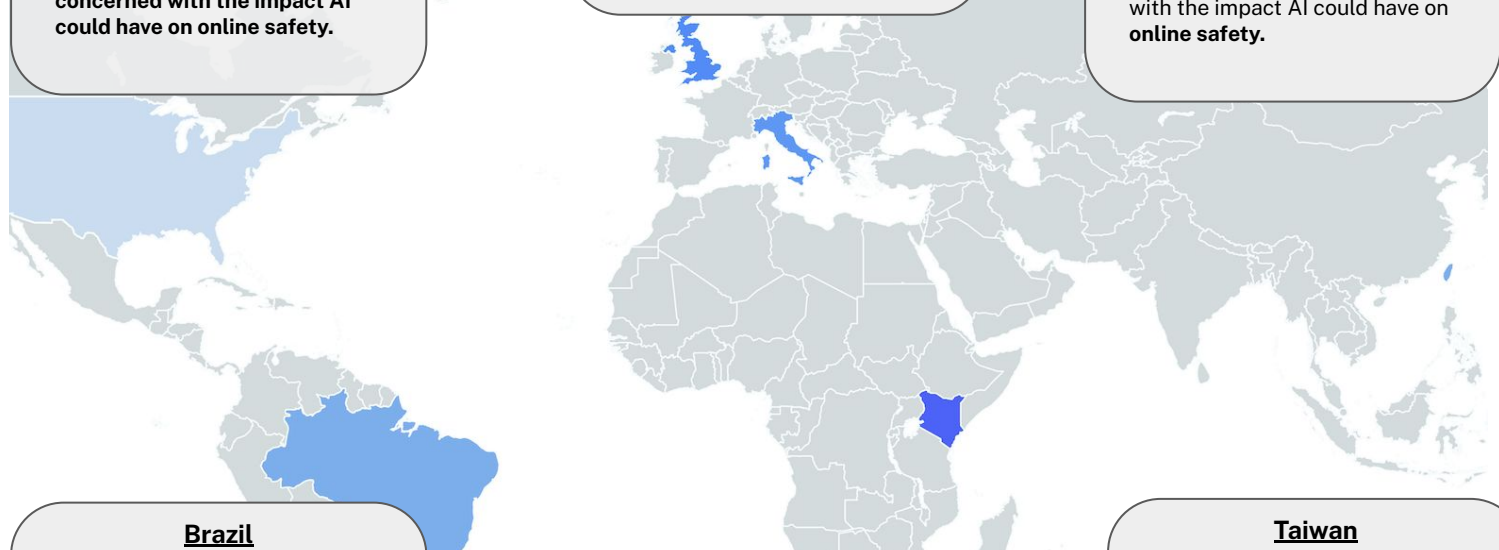 concerned with the impact AI
could have on online safety.
with the impact AI could have on
online safety.
Brazil
Taiwan